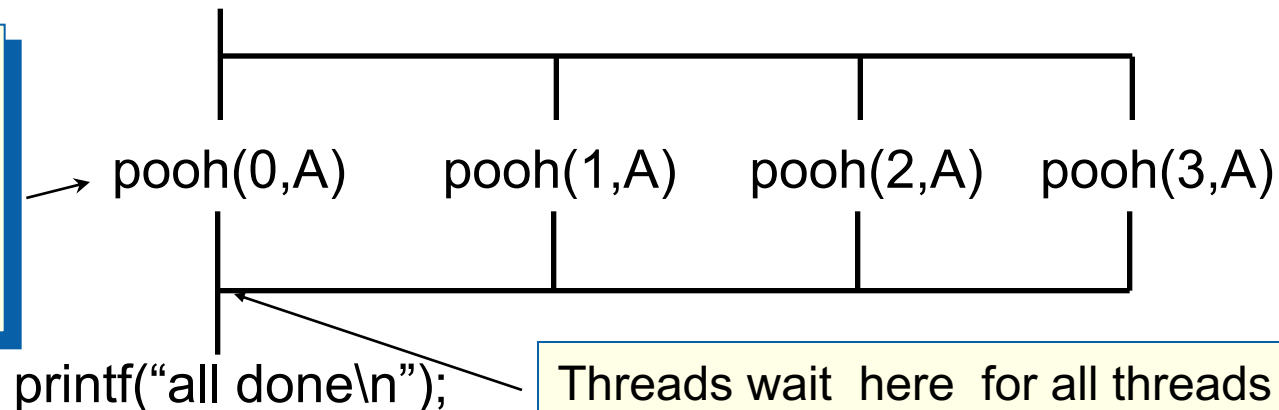 pooh(0,A) pooh(1,A) pooh(2,A) pooh(3,A)
printf(“all done\n”);
Threads wait here for all threads